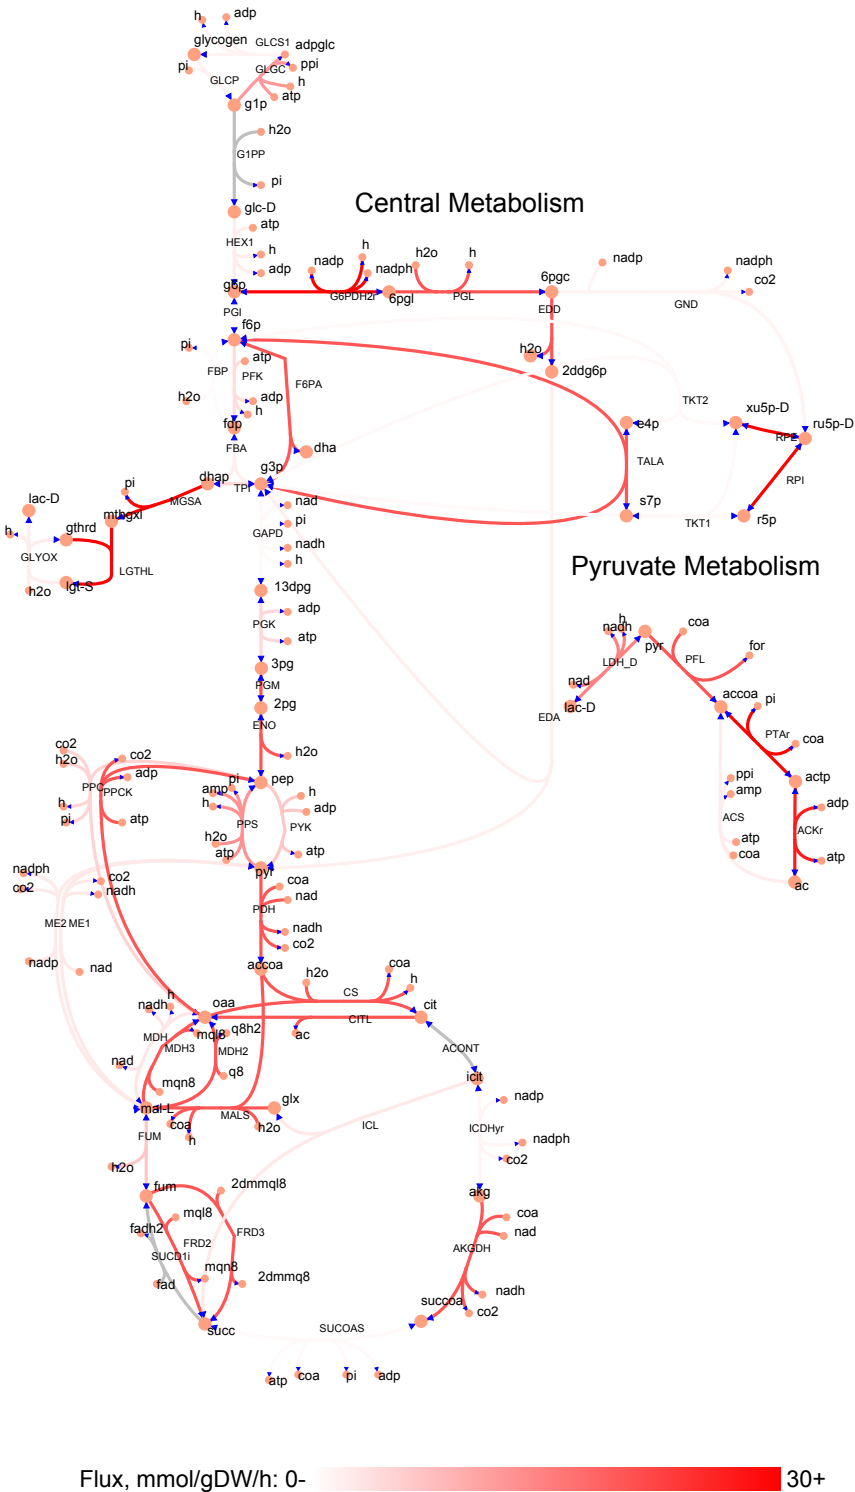 h
adp
glycogen
GLCS1
adpglc
pi
ppi
GLGC
GLCP
h
atp
g1p
h2o
G1PP
pi
Central Metabolism
glc-D
atp
HEX1
h
adp
nadp
h
nadph
h2o
h
6pgc
nadp
nadph
co2
g6p
G6PDH2r
6pgl
PGL
EDD
GND
PGI
f6p
pi
atp
h2o
2ddg6p
FBP
PFK
F6PA
h2o
adp
h
TKT2
xu5p-D
ru5p-D
fdp
e4p
RPE
FBA
dha
TALA
g3p
dhap
TPI
RPI
pi
lac-D
MGSA
nad
s7p
r5p
mthgxl
pi
TKT1
h
gthrd
GAPD
nadh
GLYOX
h
LGTHL
Pyruvate Metabolism
h2o
lgt-S
13dpg
adp
PGK
atp
h
nadh
pyr
coa
for
3pg
LDH_D
PFL
PGM
nad
accoa
pi
2pg
lac-D
EDA
ENO
PTAr
coa
co2
h2o
co2
h2o
adp
pi
pep
ppi
actp
PPC
PPCK
amp
h
amp
h
h
adp
adp
pi
atp
PPS
PYK
ACS
ACKr
h2o
atp
atp
atp
coa
atp
nadph
co2
pyr
co2
nadh
coa
nad
ac
PDH
ME2
ME1
nadh
co2
nadp
nad
accoa
h2o
coa
h
CS
nadh
h
oaa
cit
mql8
q8h2
ac
CITL
MDH
MDH3
MDH2
ACONT
nad
mqn8
q8
icit
mal-L
glx
nadp
coa
MALS
h2o
ICL
ICDHyr
FUM
h
nadph
h2o
co2
fum
2dmmql8
akg
mql8
coa
fadh2
FRD2
FRD3
nad
SUCD1i
AKGDH
mqn8
2dmmq8
fad
nadh
succoa
co2
succ
SUCOAS
atp
coa
pi
adp
Flux, mmol/gDW/h: 0-
30+